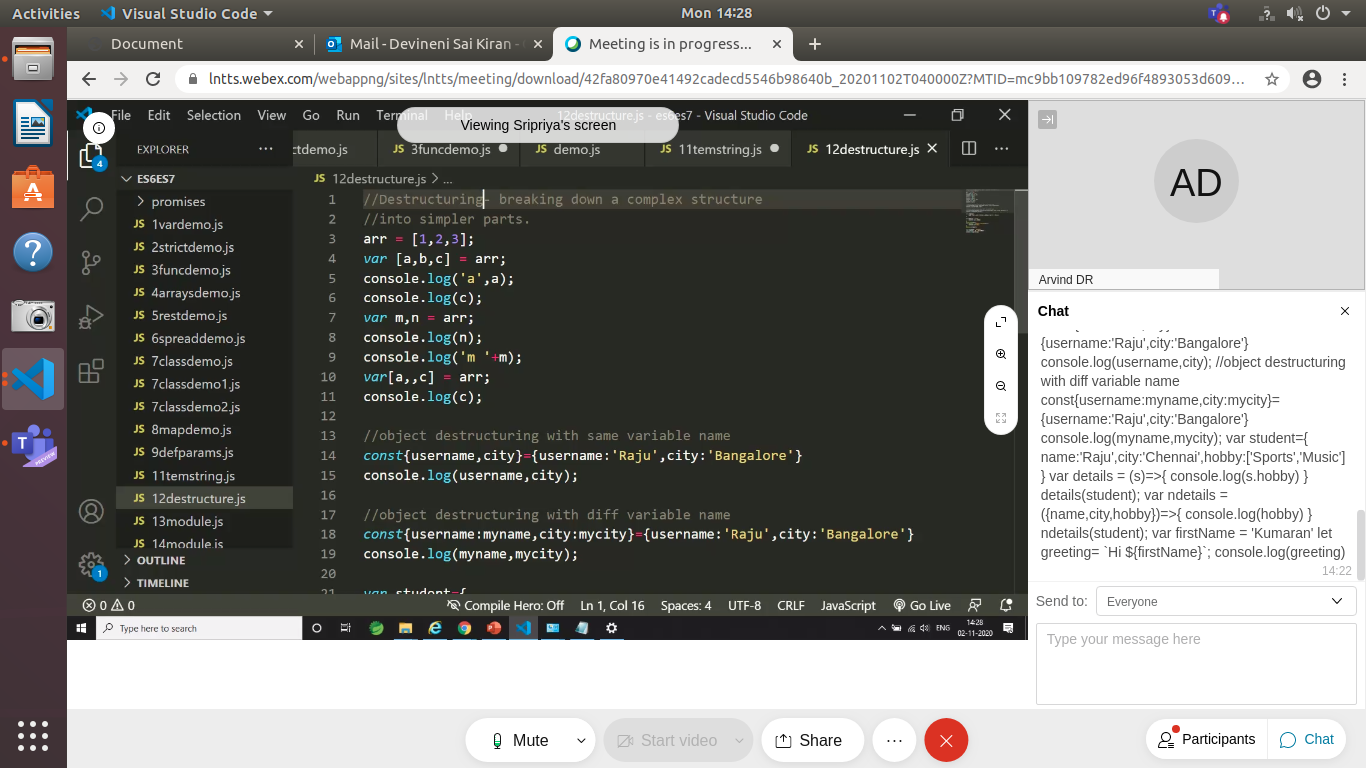 Activities
Visual Studio Code
Mon 14:28
Document
Mail - Devineni Sai Kiran -
Meeting is in progress...
lntts.webex.com/webappng/sites/lntts/meeting/download/42fa80970e41492cadecd5546b98640b_20201102T040000Z?MTID=mc9bb109782ed96f4893053d609...
File Edit Selection View Go Run Terminal Help
12destructure.js - es6es7 - Visual Studio Code
Viewing Sripriya's screen
EXPLORER
ctdemo.js
JS 3funcdemo.js
JS demo.js
JS 11temstring.js
JS 12destructure.js
ES6ES7
JS 12destructure.js > ...
promises
JS 1vardemo.js
JS 2strictdemo.js
JS 3funcdemo.js
JS 4arraysdemo.js
JS 5restdemo.js
JS 6spreaddemo.js
JS 7classdemo.js
JS 7classdemo1.js
JS 7classdemo2.js
JS 8mapdemo.js
JS 9defparams.js
JS 11temstring.js
JS 12destructure.js
JS 13module.js
JS 14module.js
OUTLINE
TIMELINE
4
1
1 //Destructuring- breaking down a complex structure
2 //into simpler parts.
3 arr = [1,2,3];
4 var [a,b,c] = arr;
5 console.log('a',a);
6 console.log(c);
7 var m,n = arr;
8 console.log(n);
9 console.log('m '+m);
10 var[a,,c] = arr;
11 console.log(c);
12
13 //object destructuring with same variable name
14 const{username,city}={username:'Raju',city:'Bangalore'}
15 console.log(username,city);
16
17 //object destructuring with diff variable name
18 const{username:myname,city:mycity}={username:'Raju',city:'Bangalore'}
19 console.log(myname,mycity);
20
21 var student={
0 0
Compile Hero: Off
Ln 1, Col 16
Spaces: 4
UTF-8
CRLF
JavaScript
Go Live
Type here to search
ENG
14:28
02-11-2020
AD
Arvind DR
Chat
{username:'Raju',city:'Bangalore'}
console.log(username,city); //object destructuring
with diff variable name
const{username:myname,city:mycity}=
{username:'Raju',city:'Bangalore'}
console.log(myname,mycity); var student={
name:'Raju',city:'Chennai',hobby:['Sports','Music']
} var details = (s)=>{ console.log(s.hobby) }
details(student); var ndetails =
({name,city,hobby})=>{ console.log(hobby) }
ndetails(student); var firstName = 'Kumaran' let
greeting= `Hi ${firstName}`; console.log(greeting)
14:22
Send to: Everyone
Type your message here
Mute
Start video
Share
Participants
Chat
PREVIEW